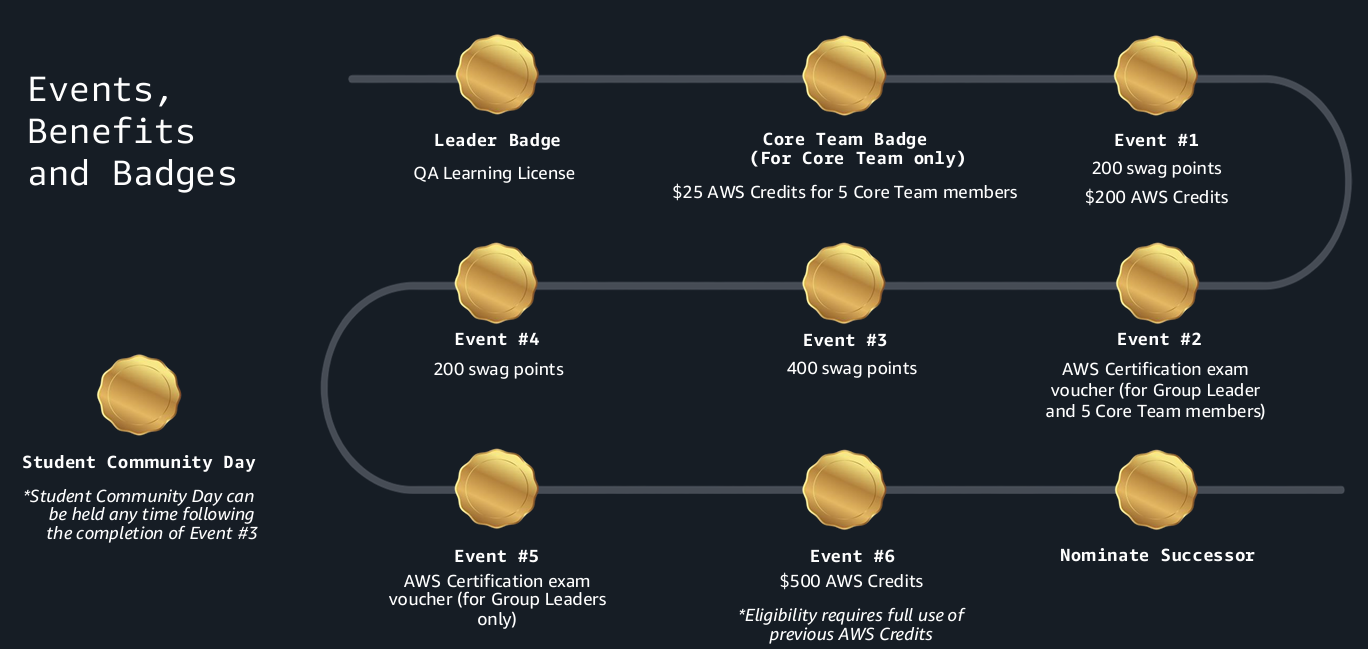 Events,
Benefits
and Badges
Leader Badge
QA Learning License
Core Team Badge
(For Core Team only)
$25 AWS Credits for 5 Core Team members
Event #1
200 swag points
$200 AWS Credits
Event #2
AWS Certification exam
voucher (for Group Leader
and 5 Core Team members)
Event #3
400 swag points
Event #4
200 swag points
Student Community Day
*Student Community Day can
be held any time following
the completion of Event #3
Event #5
AWS Certification exam
voucher (for Group Leaders
only)
Event #6
$500 AWS Credits
*Eligibility requires full use of
previous AWS Credits
Nominate Successor